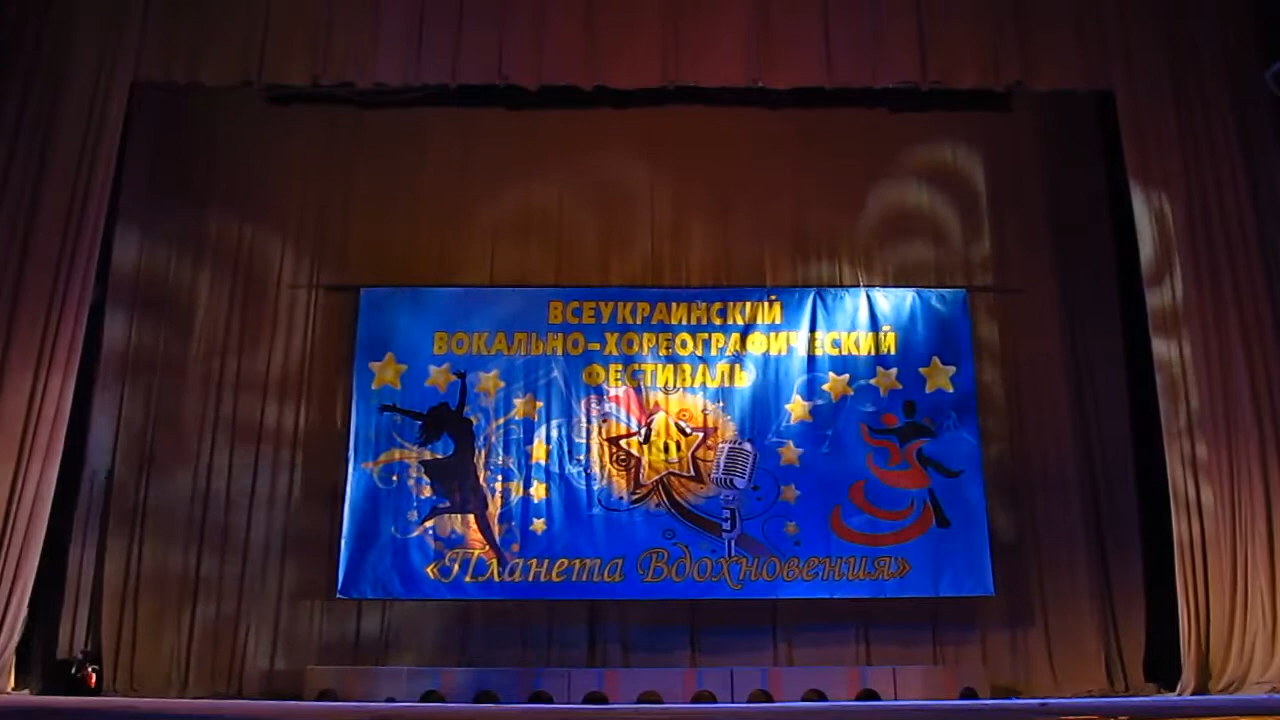 ВСЕУКРАИНСКИЙ
ВОКАЛЬНО-ХОРЕОГРАФИЧЕСКИЙ
ФЕСТИВАЛЬ
«Планета Вдохновения»